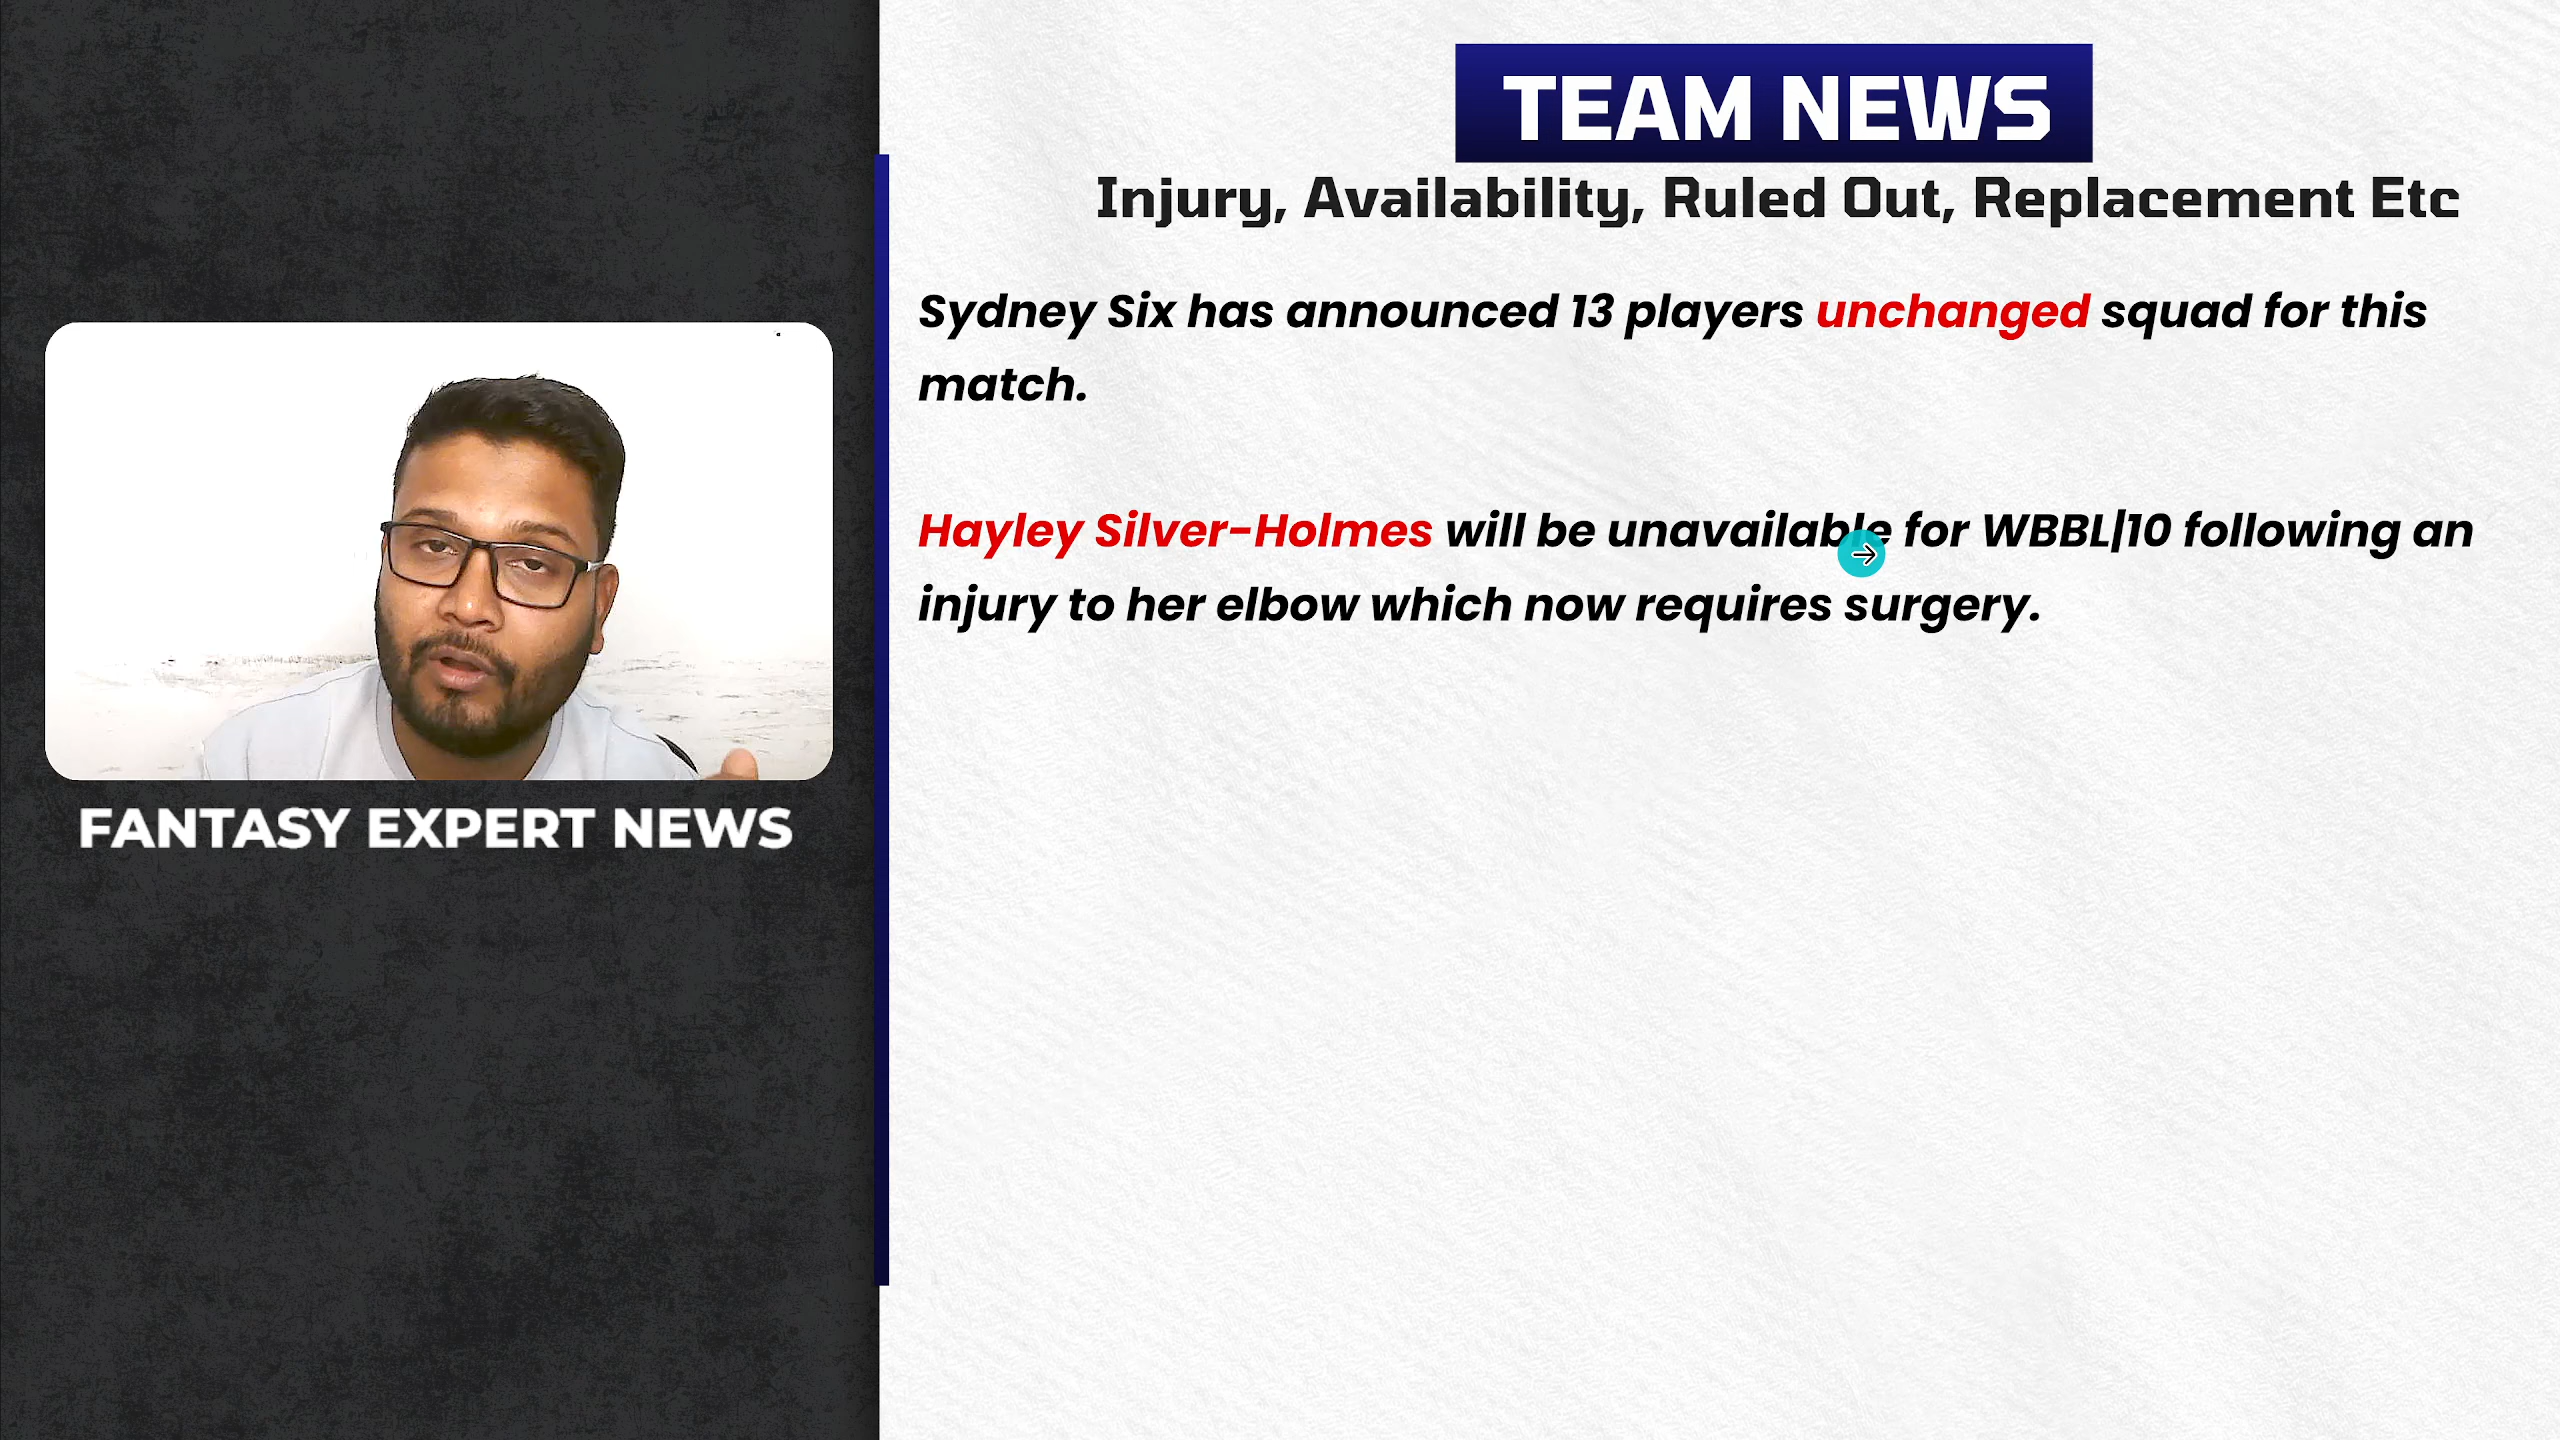 TEAM NEWS
Injury, Availability, Ruled Out, Replacement Etc
Sydney Six has announced 13 players unchanged squad for this
match.
Hayley Silver-Holmes will be unavailable for WBBL|10 following an
injury to her elbow which now requires surgery.
FANTASY EXPERT NEWS